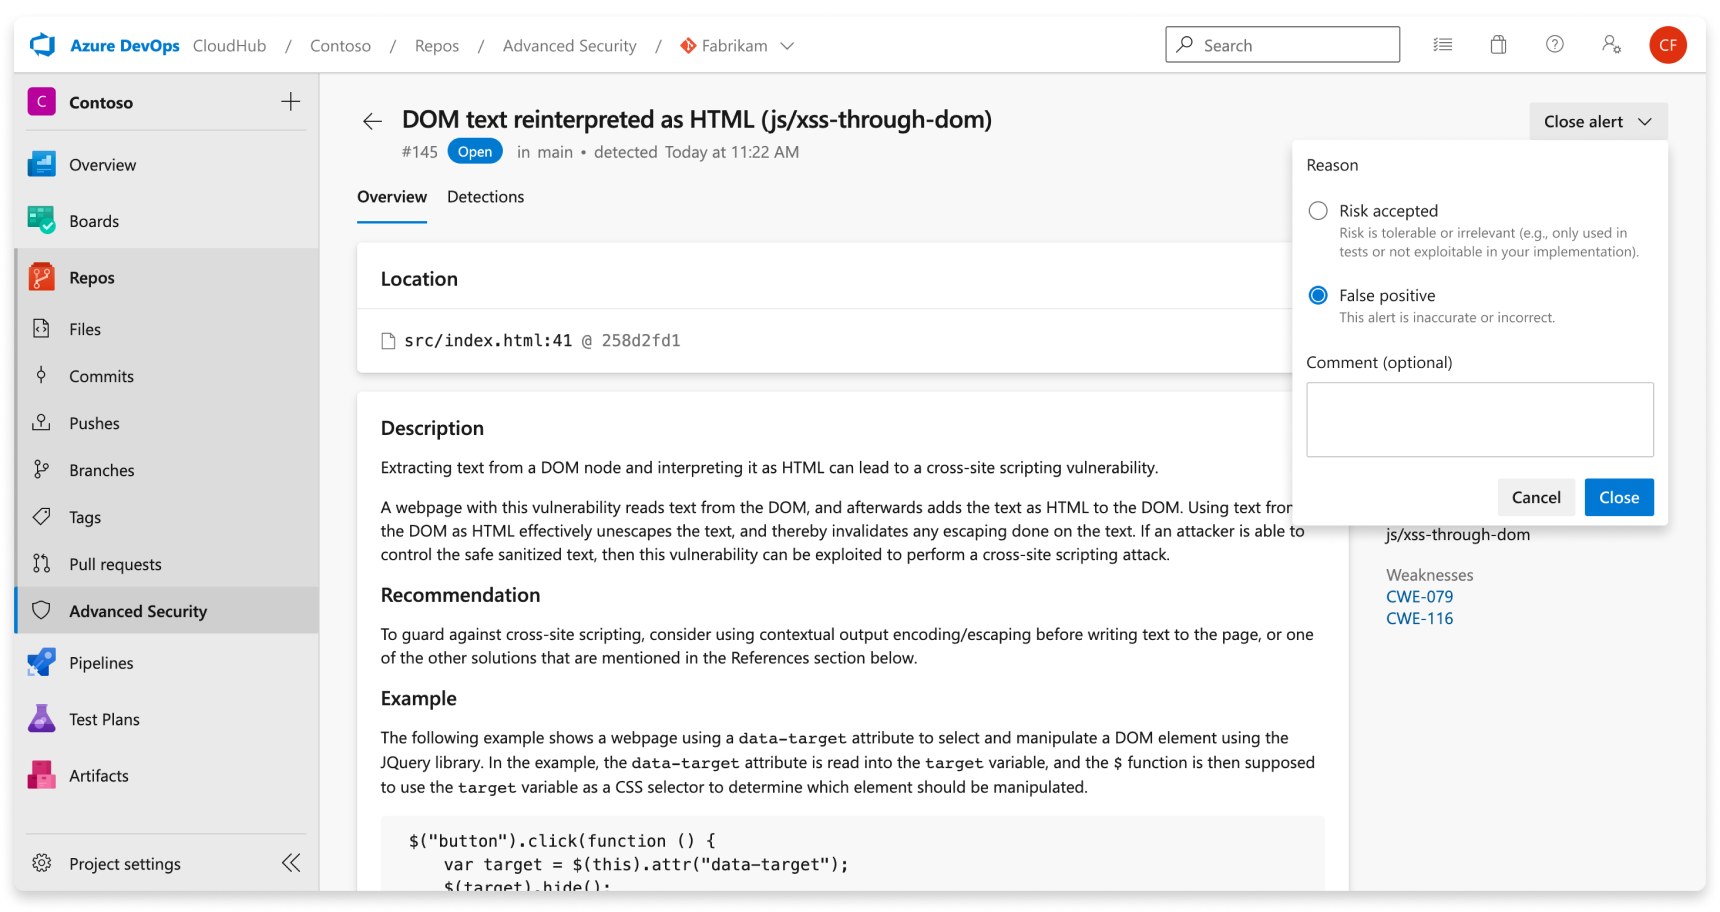 Azure DevOps CloudHub / Contoso / Repos / Advanced Security / Fabrikam
Search
CF
C Contoso
Overview
Boards
Repos
Files
Commits
Pushes
Branches
Tags
Pull requests
Advanced Security
Pipelines
Test Plans
Artifacts
Project settings
DOM text reinterpreted as HTML (js/xss-through-dom)
#145 Open in main • detected Today at 11:22 AM
Overview Detections
Location
src/index.html:41 @ 258d2fd1
Description
Extracting text from a DOM node and interpreting it as HTML can lead to a cross-site scripting vulnerability.
A webpage with this vulnerability reads text from the DOM, and afterwards adds the text as HTML to the DOM. Using text from
the DOM as HTML effectively unescapes the text, and thereby invalidates any escaping done on the text. If an attacker is able to
control the safe sanitized text, then this vulnerability can be exploited to perform a cross-site scripting attack.
Recommendation
To guard against cross-site scripting, consider using contextual output encoding/escaping before writing text to the page, or one
of the other solutions that are mentioned in the References section below.
Example
The following example shows a webpage using a data-target attribute to select and manipulate a DOM element using the
JQuery library. In the example, the data-target attribute is read into the target variable, and the $ function is then supposed
to use the target variable as a CSS selector to determine which element should be manipulated.
$("button").click(function () {
var target = $(this).attr("data-target");
$(target).hide();
Close alert
Reason
Risk accepted
Risk is tolerable or irrelevant (e.g., only used in
tests or not exploitable in your implementation).
False positive
This alert is inaccurate or incorrect.
Comment (optional)
Cancel Close
js/xss-through-dom
Weaknesses
CWE-079
CWE-116